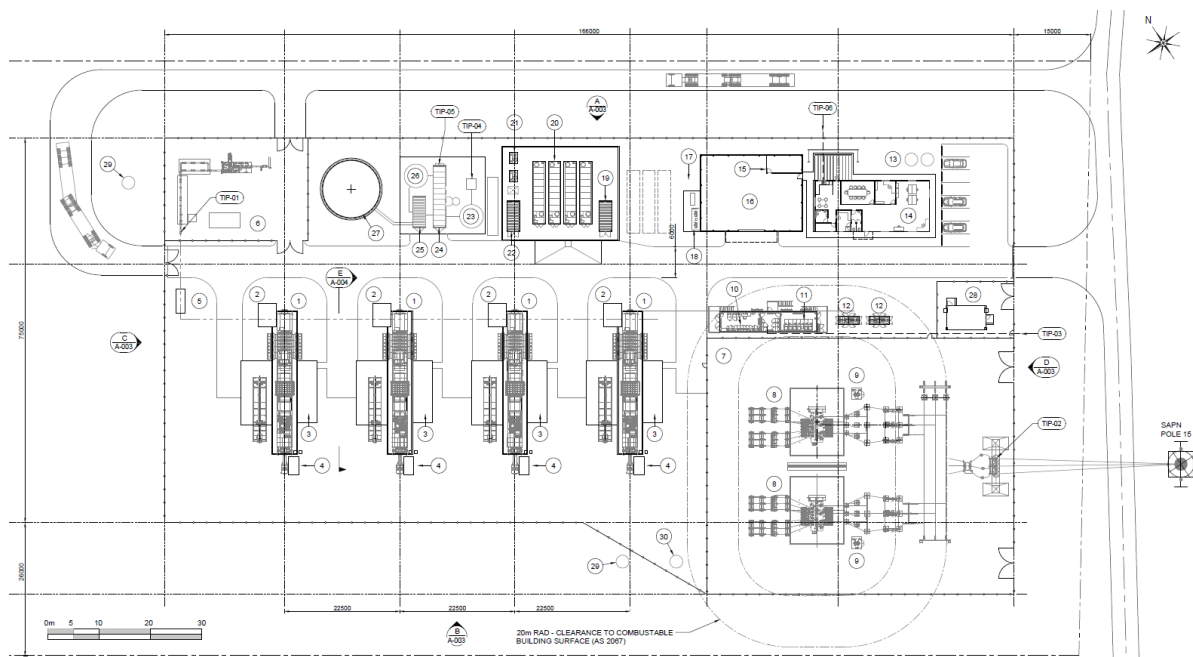 N
166000
15000
TIP-05
TIP-04
21
20
A
A-003
TIP-06
29
17
15
13
26
19
TIP-01
16
6
23
14
27
25
24
22
18
6000
E
A-004
2
1
2
1
2
1
2
1
5
10
11
12
12
28
75000
C
A-003
TIP-03
7
D
A-003
9
8
3
3
3
3
TIP-02
SAPN
POLE 15
4
4
4
4
8
9
29
30
26000
22500
22500
22500
0m 5 10 20 30
B
A-003
20m RAD - CLEARANCE TO COMBUSTABLE
BUILDING SURFACE (AS 2067)